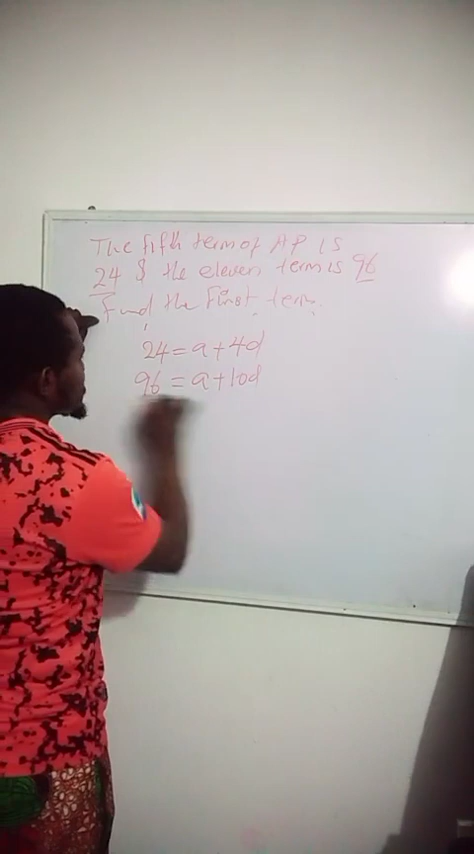 The fifth term of AP is
24 & the eleven term is 96
find the first term.
24 = a + 4d
96 = a + 10d